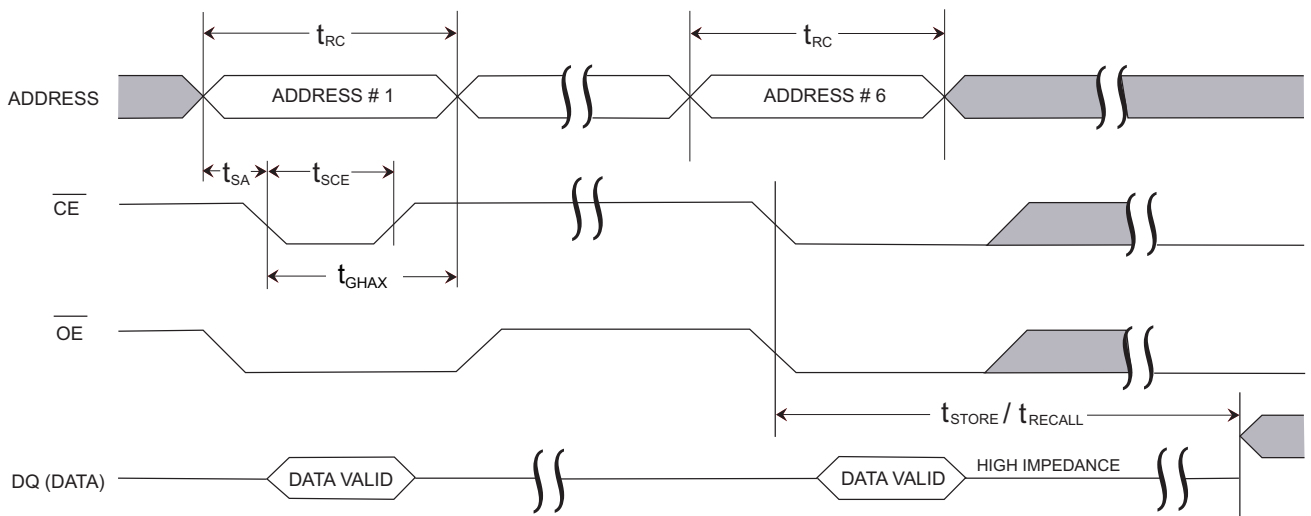 tRC tRC
ADDRESS ADDRESS # 1 ADDRESS # 6
tSA tSCE
CE
tGHAX
OE
tSTORE / tRECALL
DQ (DATA) DATA VALID DATA VALID HIGH IMPEDANCE